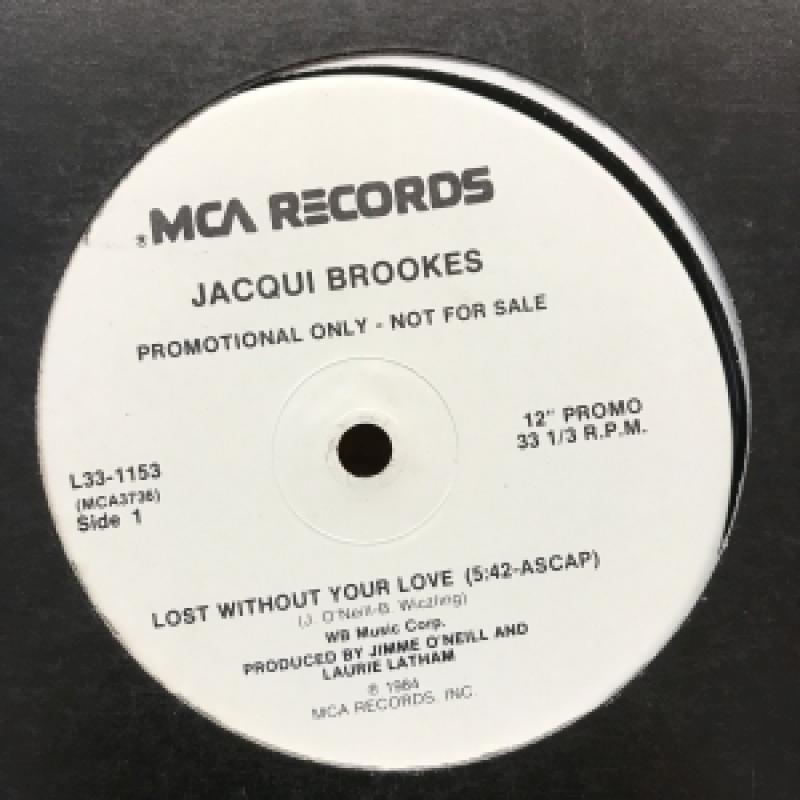 ® MCA RECORDS
JACQUI BROOKES
PROMOTIONAL ONLY - NOT FOR SALE
12" PROMO
33 1/3 R.P.M.
L33-1153
(MCA3736)
Side 1
LOST WITHOUT YOUR LOVE (5:42-ASCAP)
(J. O'Neill-B.
WB Music Corp.
PRODUCED BY JIMME O'NEILL AND
LAURIE LATHAM
℗ 1984
MCA RECORDS, INC.